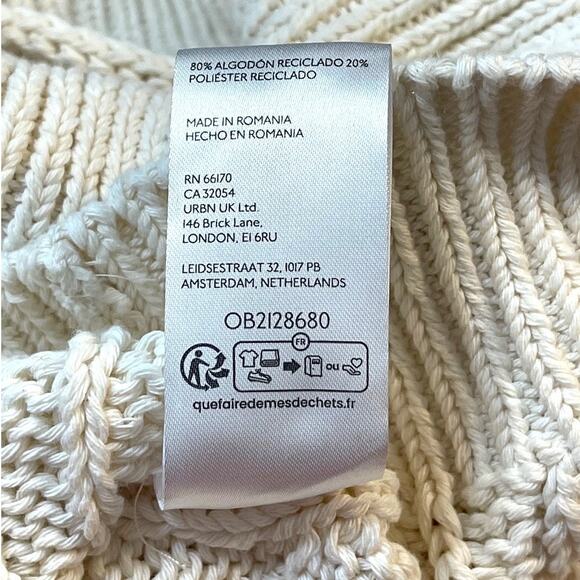 80% ALGODÓN RECICLADO 20%
POLIÉSTER RECICLADO
MADE IN ROMANIA
HECHO EN ROMANIA
RN 66170
CA 32054
URBN UK Ltd.
146 Brick Lane,
LONDON, E1 6RU
LEIDSESTRAAT 32, 1017 PB
AMSTERDAM, NETHERLANDS
OB2128680
FR
ou
quefairedemesdechets.fr